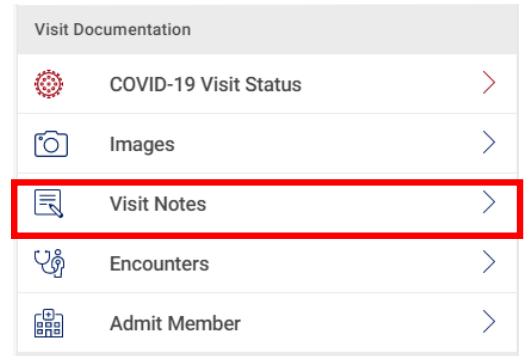 Visit Documentation
COVID-19 Visit Status
Images
Visit Notes
Encounters
Admit Member